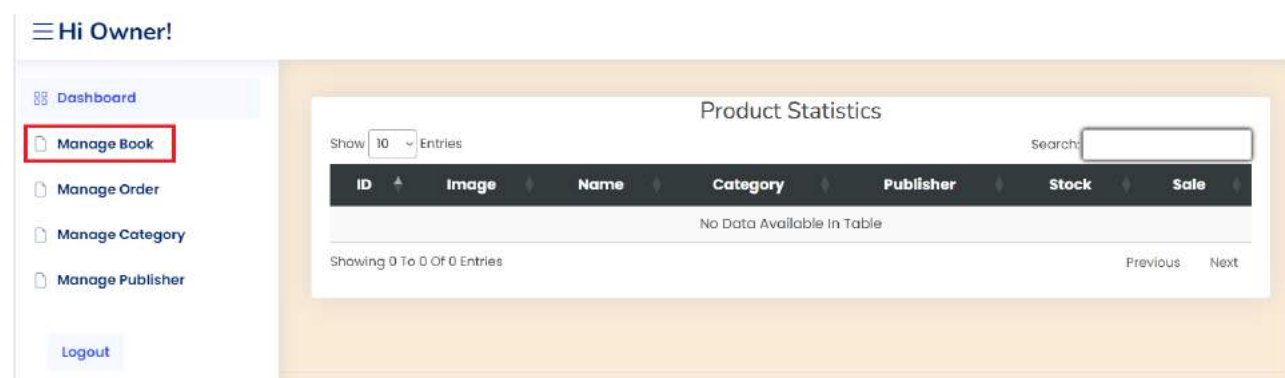 Hi Owner!
Dashboard
Manage Book
Manage Order
Manage Category
Manage Publisher
Logout
Product Statistics
Show 10 Entries
Search:
ID Image Name Category Publisher Stock Sale
No Data Available In Table
Showing 0 To 0 Of 0 Entries
Previous Next